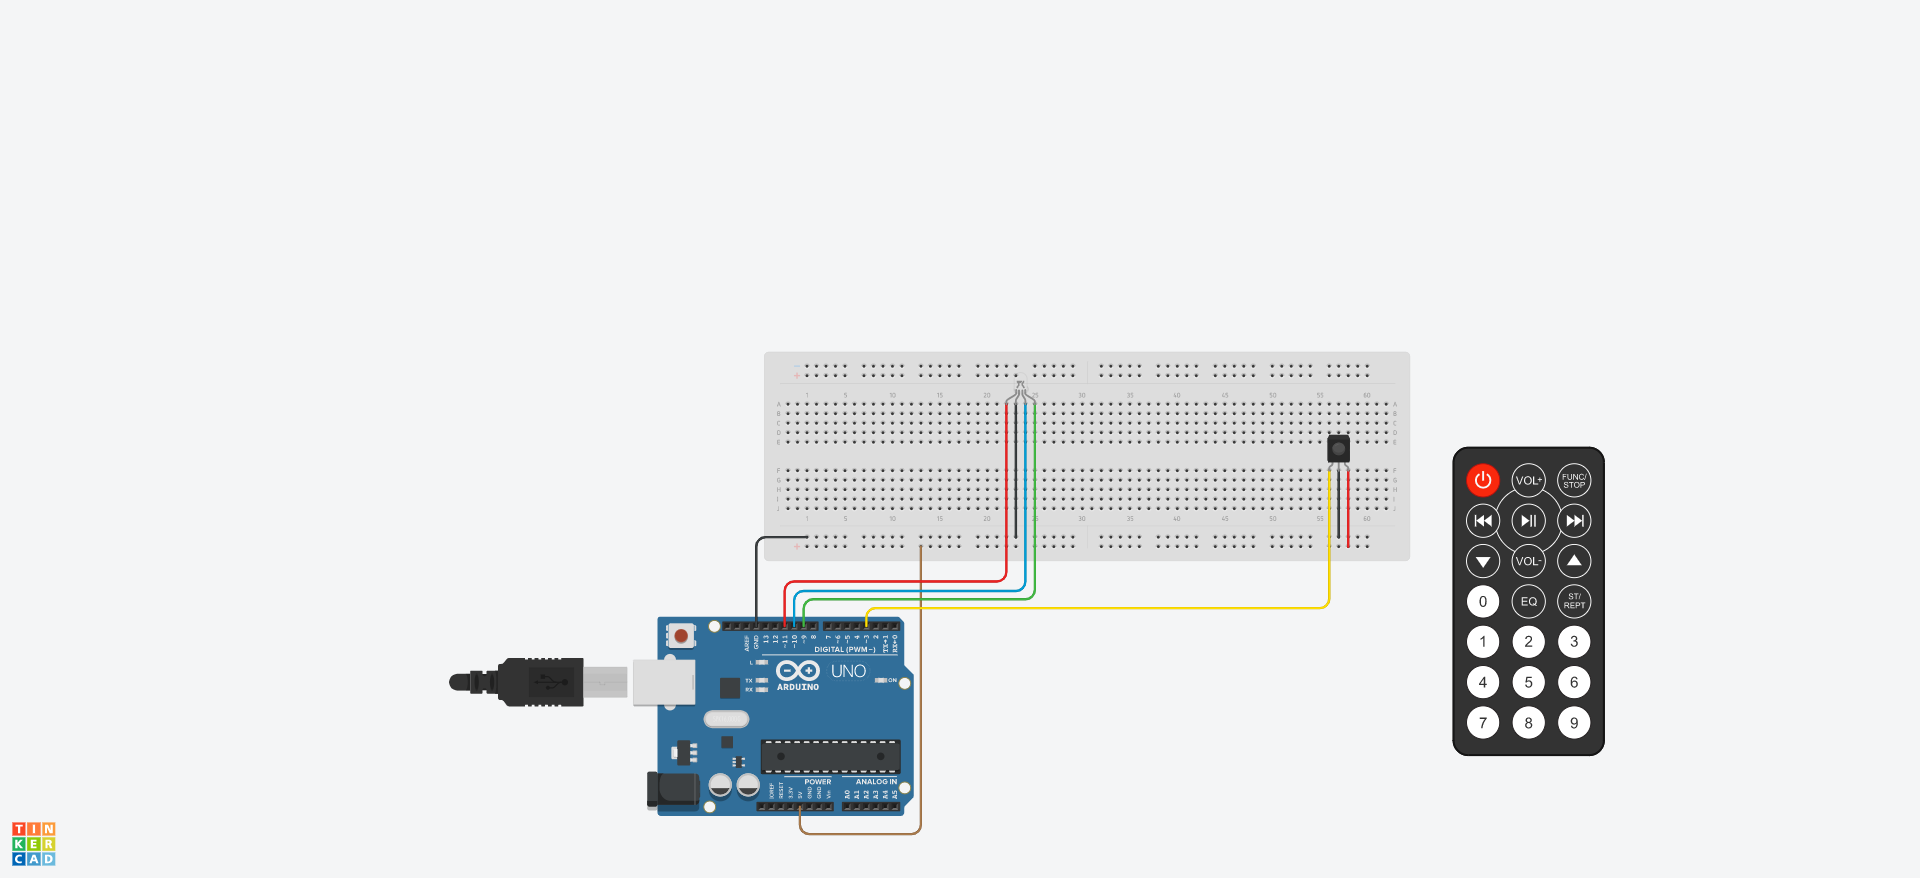 1 5 10 15 20 25 30 35 40 45 50 55 60
A A
B B
C C
D D
E E
F F
G G
H H
I I
J J
1 5 10 15 20 25 30 35 40 45 50 55 60
AREF
GND
13
12
~11
~10
~9
8
7
~6
~5
4
~3
2
TX→1
RX←0
DIGITAL (PWM~)
L
TX
RX
ARDUINO
UNO
ON
POWER
ANALOG IN
IOREF
RESET
3.3V
5V
GND
GND
Vin
A0
A1
A2
A3
A4
A5
VOL+
FUNC/
STOP
VOL-
0
EQ
ST/
REPT
1 2 3
4 5 6
7 8 9
TIN
KER
CAD